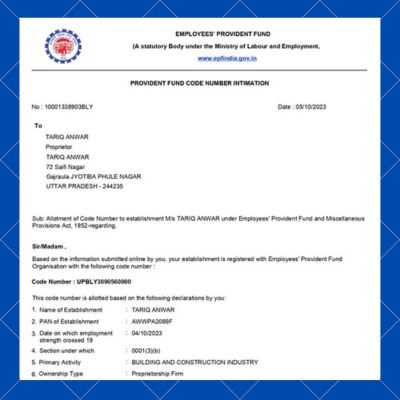 EMPLOYEES' PROVIDENT FUND
(A statutory Body under the Ministry of Labour and Employment,
www.epfindia.gov.in
PROVIDENT FUND CODE NUMBER INTIMATION
No : 10001338903BLY Date : 05/10/2023
To
TARIQ ANWAR
Proprietor
TARIQ ANWAR
72 Saifi Nagar
Gajraula JYOTIBA PHULE NAGAR
UTTAR PRADESH - 244235
Sub: Allotment of Code Number to establishment M/s TARIQ ANWAR under Employees' Provident Fund and Miscellaneous
Provisions Act, 1952-regarding.
Sir/Madam ,
Based on the information submitted online by you, your establishment is registered with Employees' Provident Fund
Organisation with the following code number :
Code Number : UPBLY3090560000
This code number is allotted based on the following declarations by you:
1. Name of Establishment : TARIQ ANWAR
2. PAN of Establishment : AWWPA2089F
3. Date on which employment : 04/10/2023
strength crossed 19
4. Section under which : 0001(3)(b)
5. Primary Activity : BUILDING AND CONSTRUCTION INDUSTRY
6. Ownership Type : Proprietorship Firm